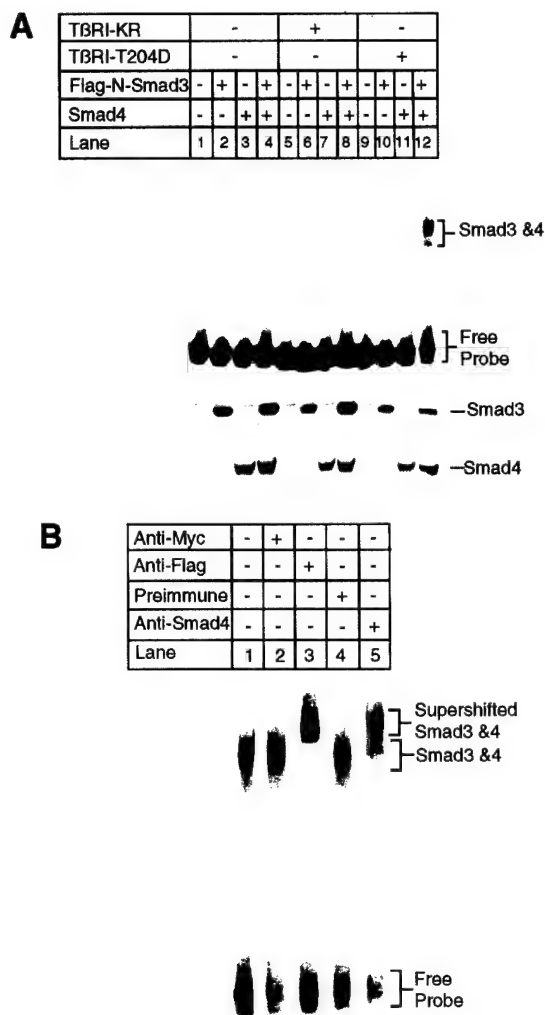 A
TßRI-KR - + -
TßRI-T204D - - +
Flag-N-Smad3 - + - + - + - + - + - +
Smad4 - - + + - - + + - - + +
Lane 1 2 3 4 5 6 7 8 9 10 11 12
Smad3 &4
Free
Probe
Smad3
Smad4
B
Anti-Myc - + - - -
Anti-Flag - - + - -
Preimmune - - - + -
Anti-Smad4 - - - - +
Lane 1 2 3 4 5
Supershifted
Smad3 &4
Smad3 &4
Free
Probe